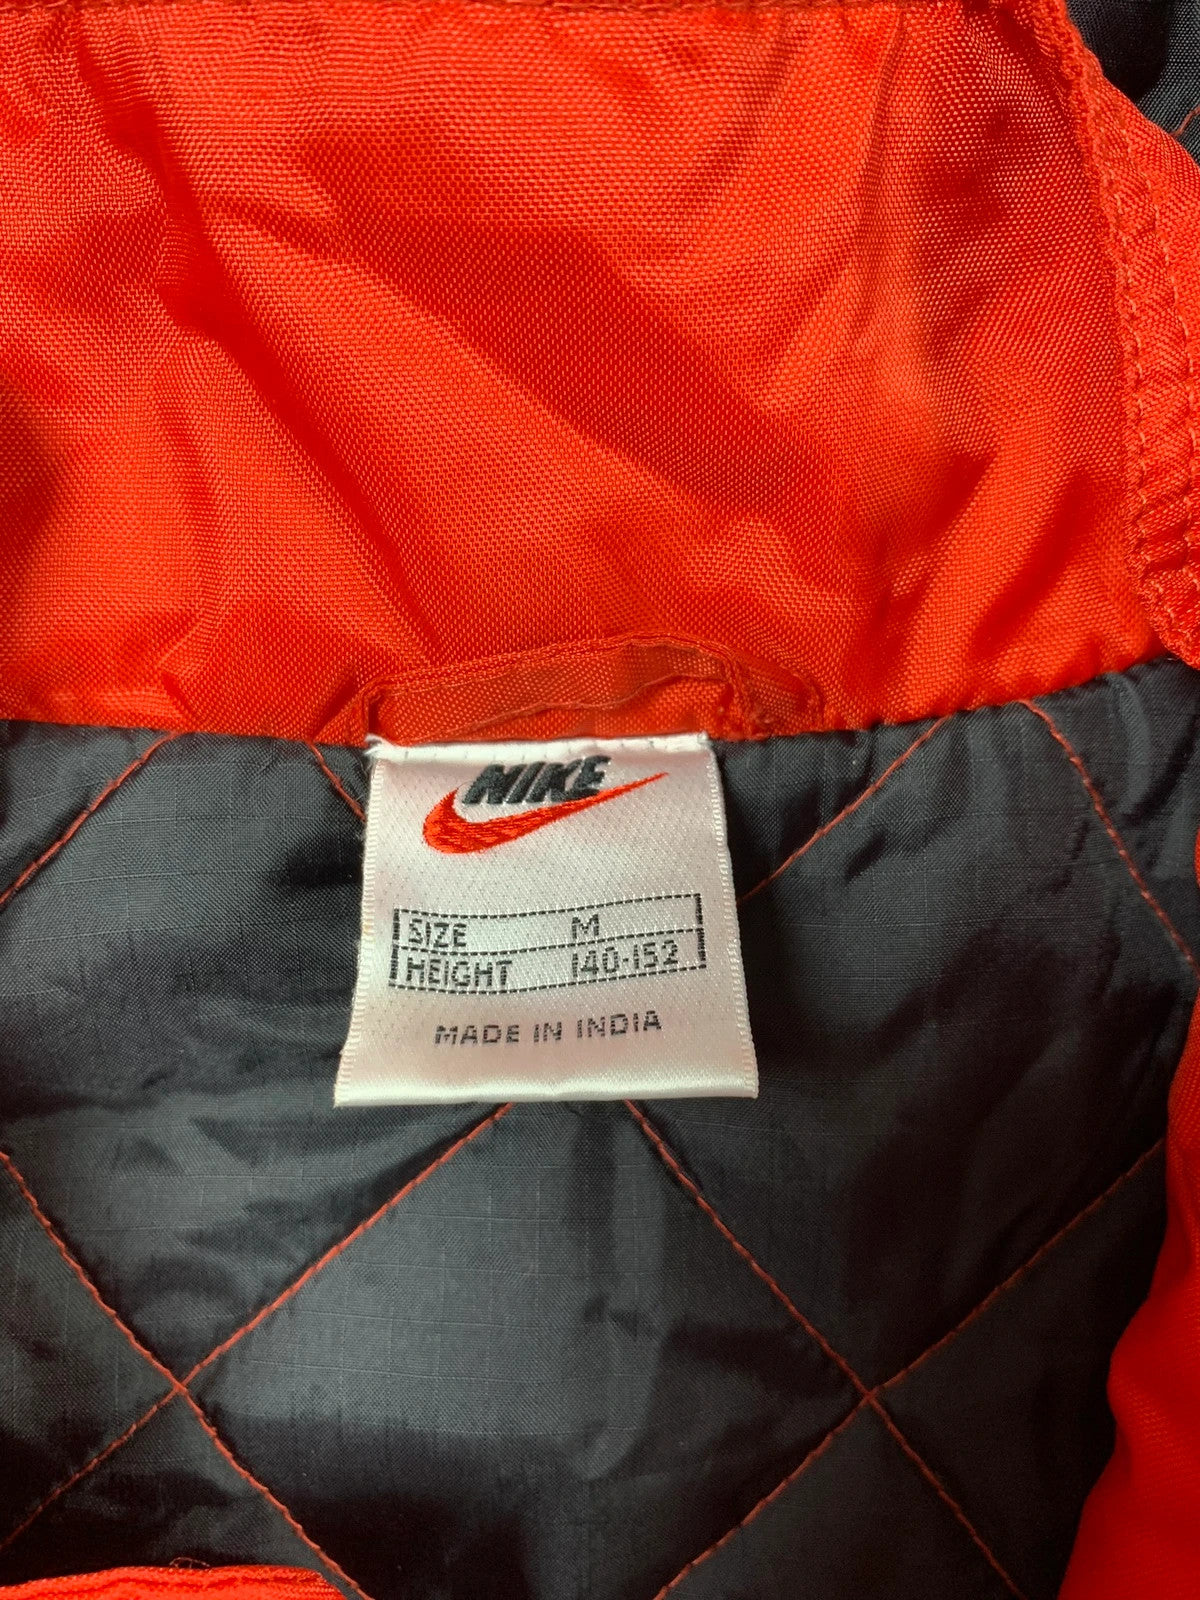 NIKE
SIZE M
HEIGHT 140-152
MADE IN INDIA